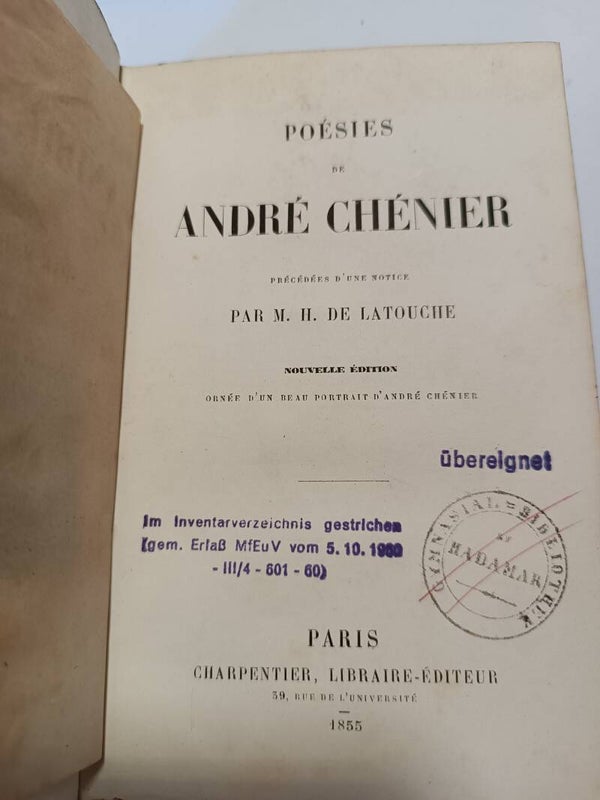 POÉSIES
DE
ANDRÉ CHÉNIER
PRÉCÉDÉES D'UNE NOTICE
PAR M. H. DE LATOUCHE
NOUVELLE ÉDITION
ORNÉE D'UN BEAU PORTRAIT D'ANDRÉ CHÉNIER
übereignet
Im Inventarverzeichnis gestrichen
(gem. Erlaß MfEuV vom 5.10.1960
- III/4 - 601 - 60)
GYMNASIAL=BIBLIOTHEK
HADAMAR
PARIS
CHARPENTIER, LIBRAIRE-ÉDITEUR
39, RUE DE L'UNIVERSITÉ
1855